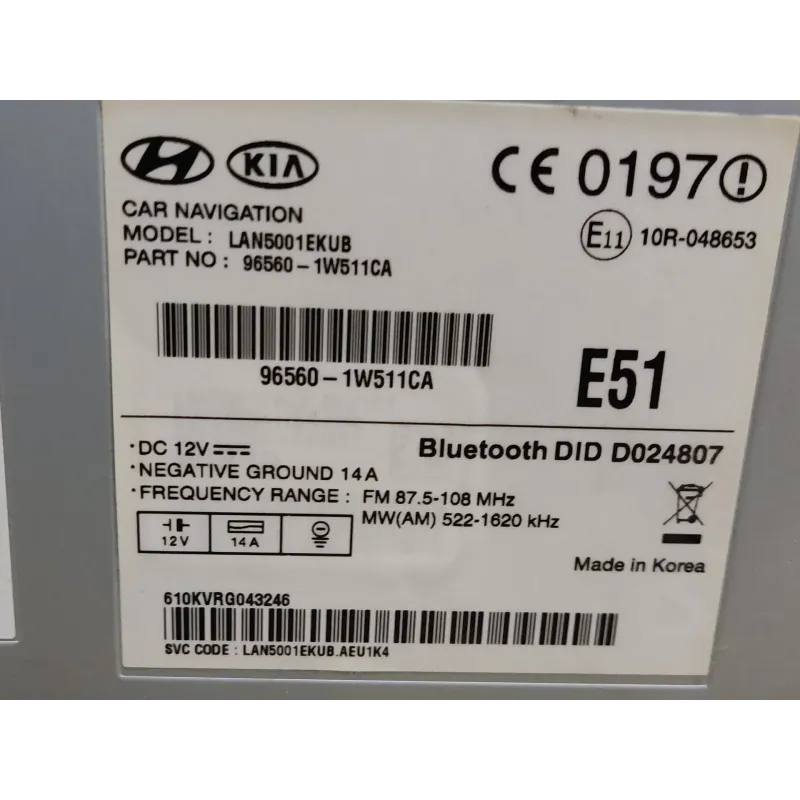 KIA
CE 0197
CAR NAVIGATION
MODEL : LAN5001EKUB
PART NO : 96560-1W511CA
E11 10R-048653
96560-1W511CA
E51
· DC 12V
· NEGATIVE GROUND 14A
· FREQUENCY RANGE : FM 87.5-108 MHz
MW(AM) 522-1620 kHz
Bluetooth DID D024807
12V
14A
Made in Korea
610KVRG043246
SVC CODE : LAN5001EKUB.AEU1K4